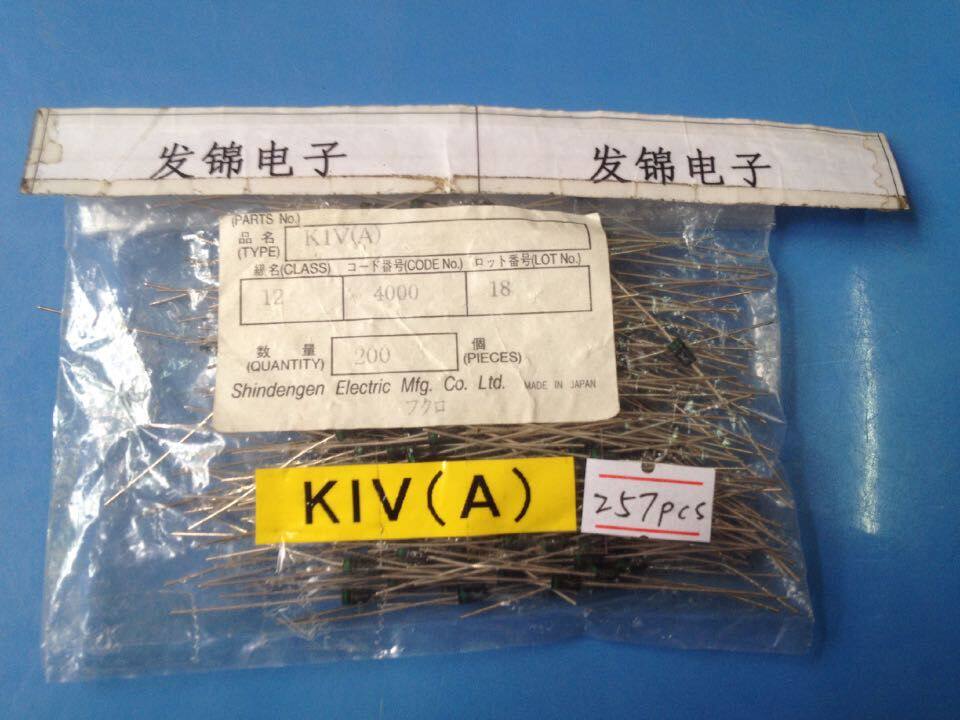 发锦电子 发锦电子
(PARTS No.)
品名 K1V(A)
(TYPE)
級名(CLASS) コード番号(CODE No.) ロット番号(LOT No.)
12 4000 18
数量 200 個
(QUANTITY) (PIECES)
Shindengen Electric Mfg. Co. Ltd. MADE IN JAPAN
フクロ
K1V(A) 257pcs